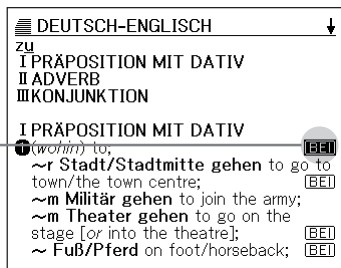 DEUTSCH-ENGLISCH ↓
zu
I PRÄPOSITION MIT DATIV
II ADVERB
III KONJUNKTION
I PRÄPOSITION MIT DATIV
❶(wohin) to; BEI
~r Stadt/Stadtmitte gehen to go to
town/the town centre; BEI
~m Militär gehen to join the army;
~m Theater gehen to go on the
stage [or into the theatre]; BEI
~ Fuß/Pferd on foot/horseback; BEI